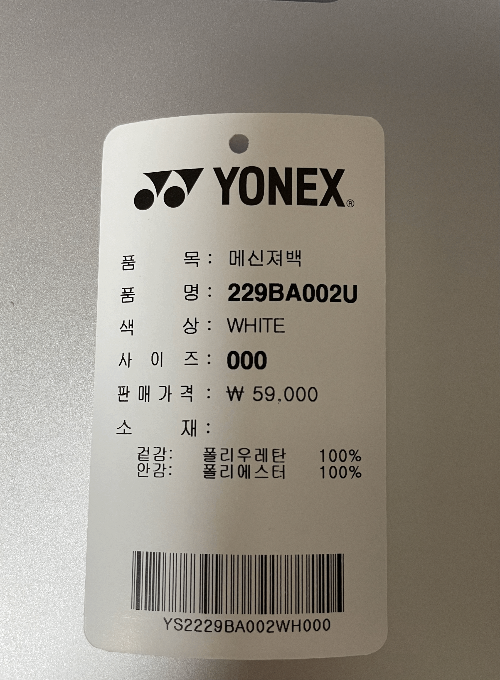 YONEX®
품 목 : 메신져백
품 명 : 229BA002U
색 상 : WHITE
사 이 즈 : 000
판매가격 : ₩ 59,000
소 재 :
겉감: 폴리우레탄 100%
안감: 폴리에스터 100%
YS2229BA002WH000